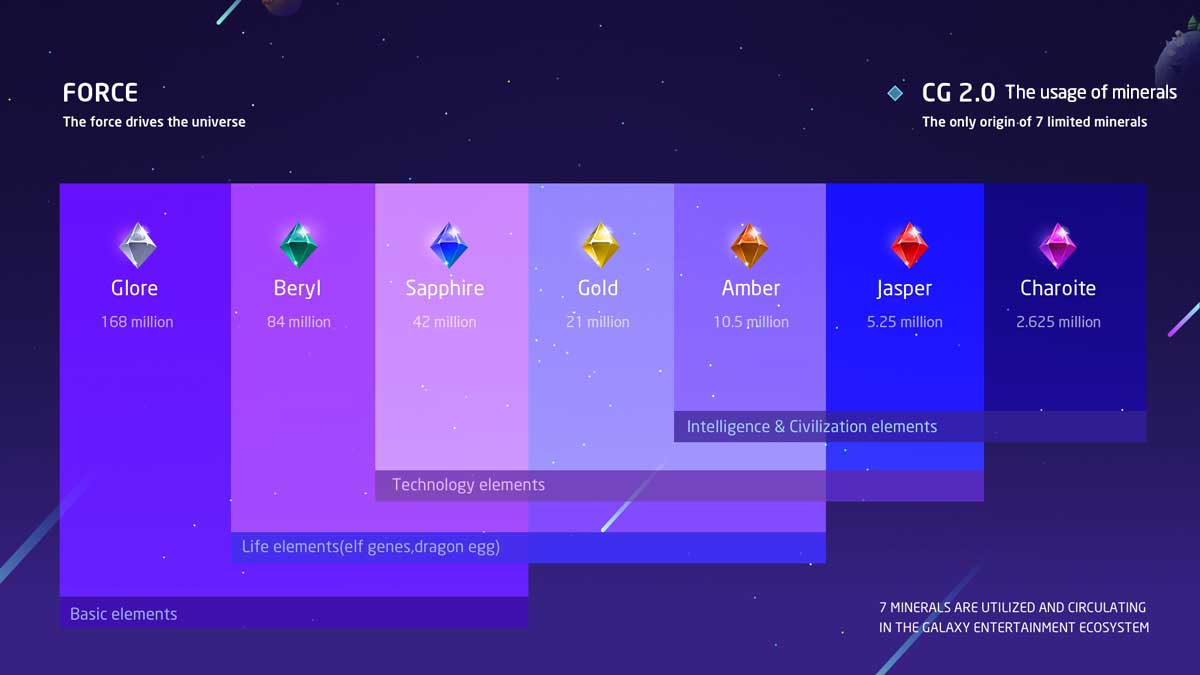 FORCE
The force drives the universe
CG 2.0 The usage of minerals
The only origin of 7 limited minerals
Glore
168 million
Beryl
84 million
Sapphire
42 million
Gold
21 million
Amber
10.5 million
Jasper
5.25 million
Charoite
2.625 million
Intelligence & Civilization elements
Technology elements
Life elements(elf genes,dragon egg)
Basic elements
7 MINERALS ARE UTILIZED AND CIRCULATING
IN THE GALAXY ENTERTAINMENT ECOSYSTEM